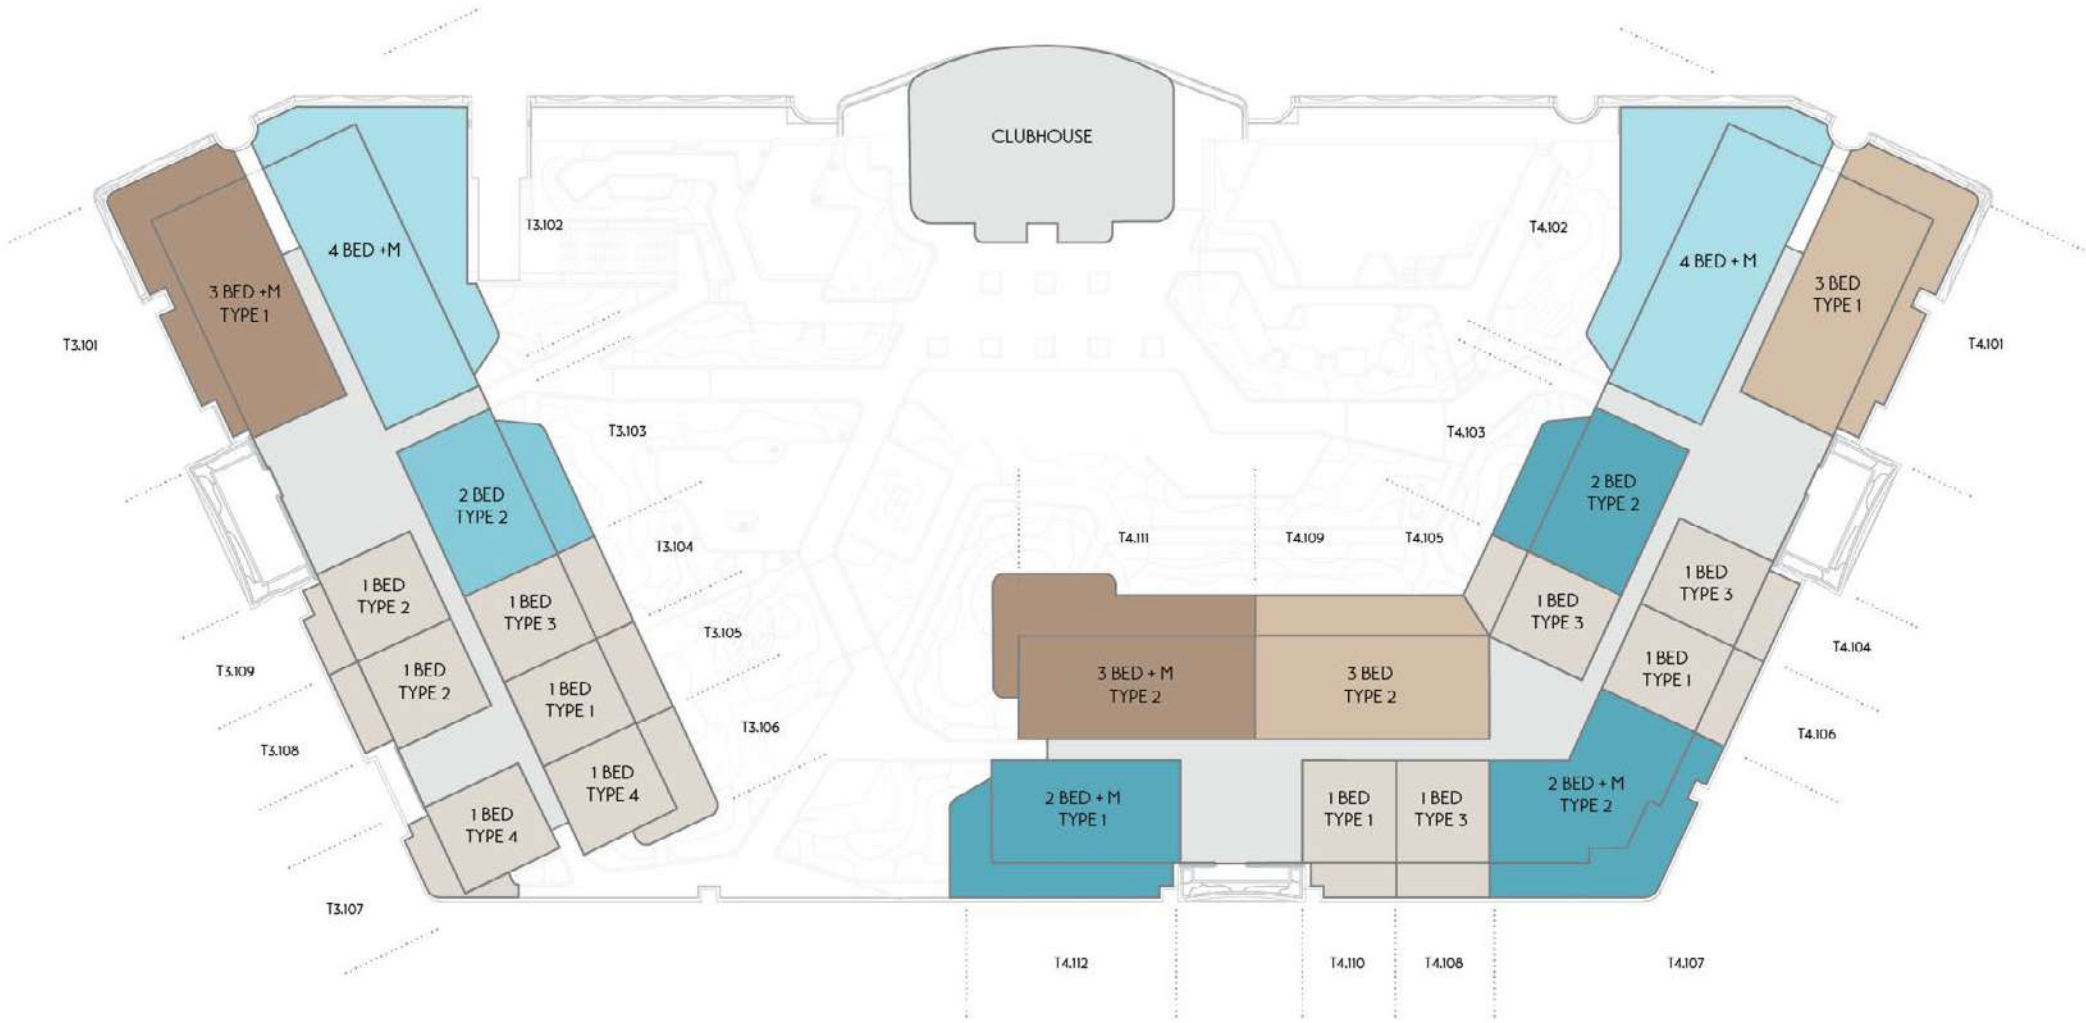 CLUBHOUSE
T3.102
T4.102
4 BED +M
4 BED + M
3 BED +M
TYPE 1
3 BED
TYPE 1
T3.101
T4.101
T3.103
T4.103
2 BED
TYPE 2
2 BED
TYPE 2
T3.104
T4.111
T4.109
T4.105
1 BED
TYPE 2
1 BED
TYPE 3
1 BED
TYPE 3
1 BED
TYPE 3
T3.105
T4.104
T3.109
1 BED
TYPE 2
1 BED
TYPE 1
3 BED + M
TYPE 2
3 BED
TYPE 2
1 BED
TYPE 1
T3.106
T4.106
T3.108
1 BED
TYPE 4
1 BED
TYPE 4
2 BED + M
TYPE 1
1 BED
TYPE 1
1 BED
TYPE 3
2 BED + M
TYPE 2
T3.107
T4.112
T4.110
T4.108
T4.107